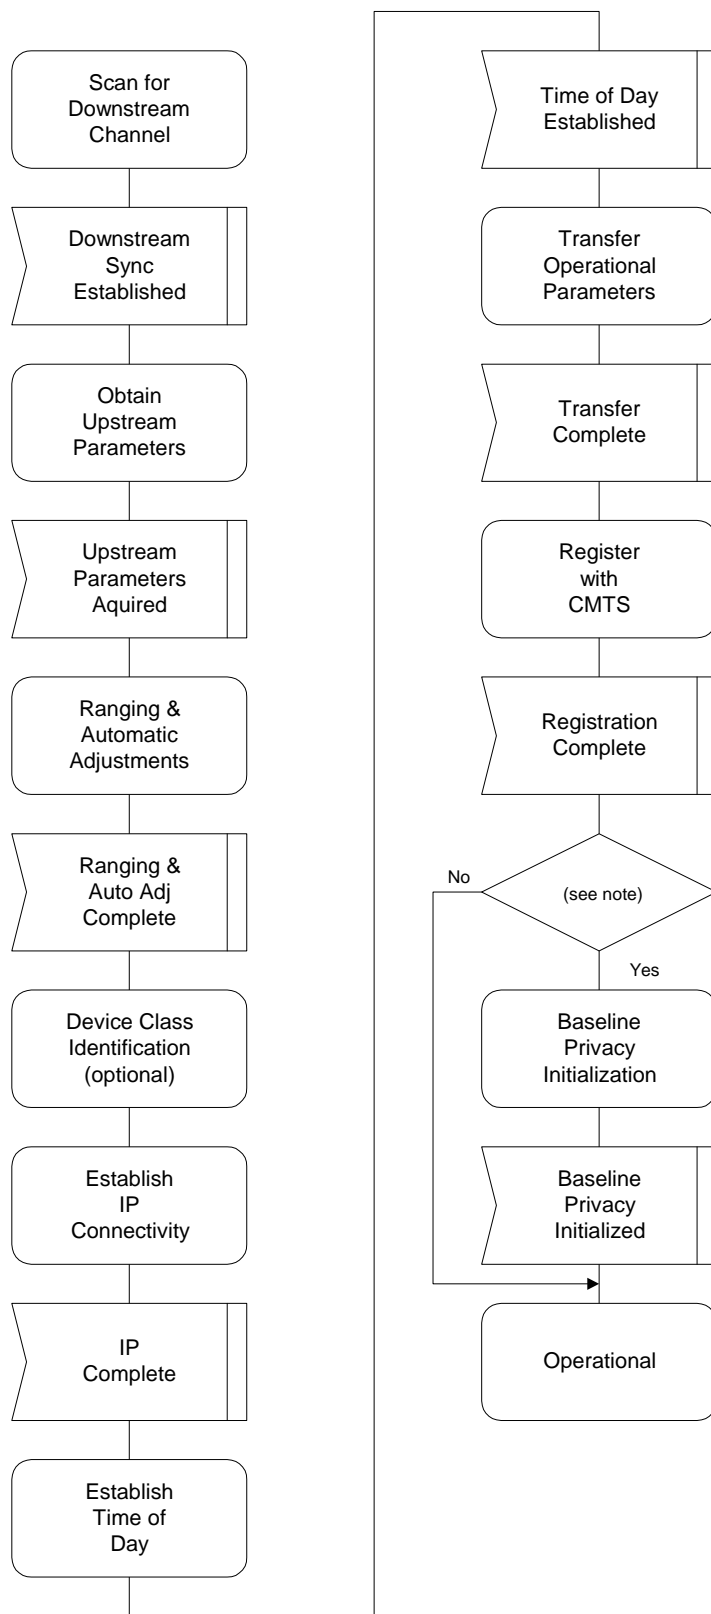 Scan for
Downstream
Channel
Downstream
Sync
Established
Obtain
Upstream
Parameters
Upstream
Parameters
Aquired
Ranging &
Automatic
Adjustments
Ranging &
Auto Adj
Complete
Device Class
Identification
(optional)
Establish
IP
Connectivity
IP
Complete
Establish
Time of
Day
Time of Day
Established
Transfer
Operational
Parameters
Transfer
Complete
Register
with
CMTS
Registration
Complete
No
(see note)
Yes
Baseline
Privacy
Initialization
Baseline
Privacy
Initialized
Operational